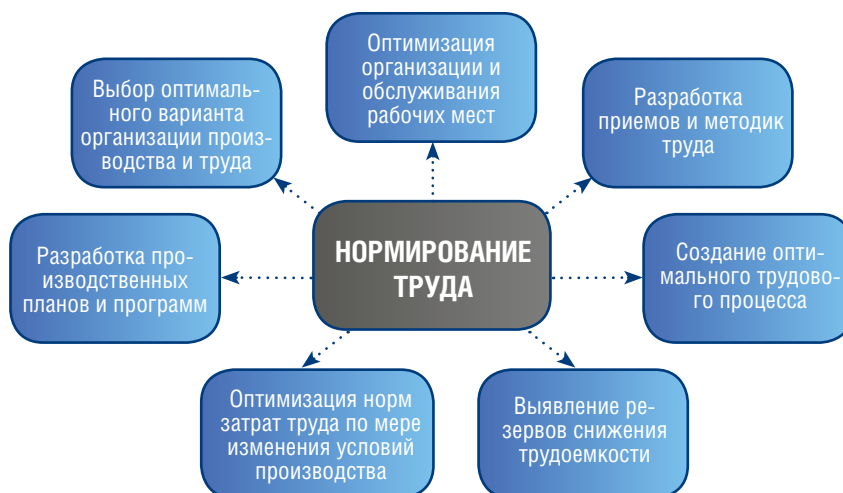 Оптимизация
организации и
обслуживания
рабочих мест
Выбор оптималь-
ного варианта
организации произ-
водства и труда
Разработка
приемов и методик
труда
НОРМИРОВАНИЕ
ТРУДА
Разработка про-
изводственных
планов и программ
Создание опти-
мального трудово-
го процесса
Оптимизация норм
затрат труда по мере
изменения условий
производства
Выявление ре-
зервов снижения
трудоемкости